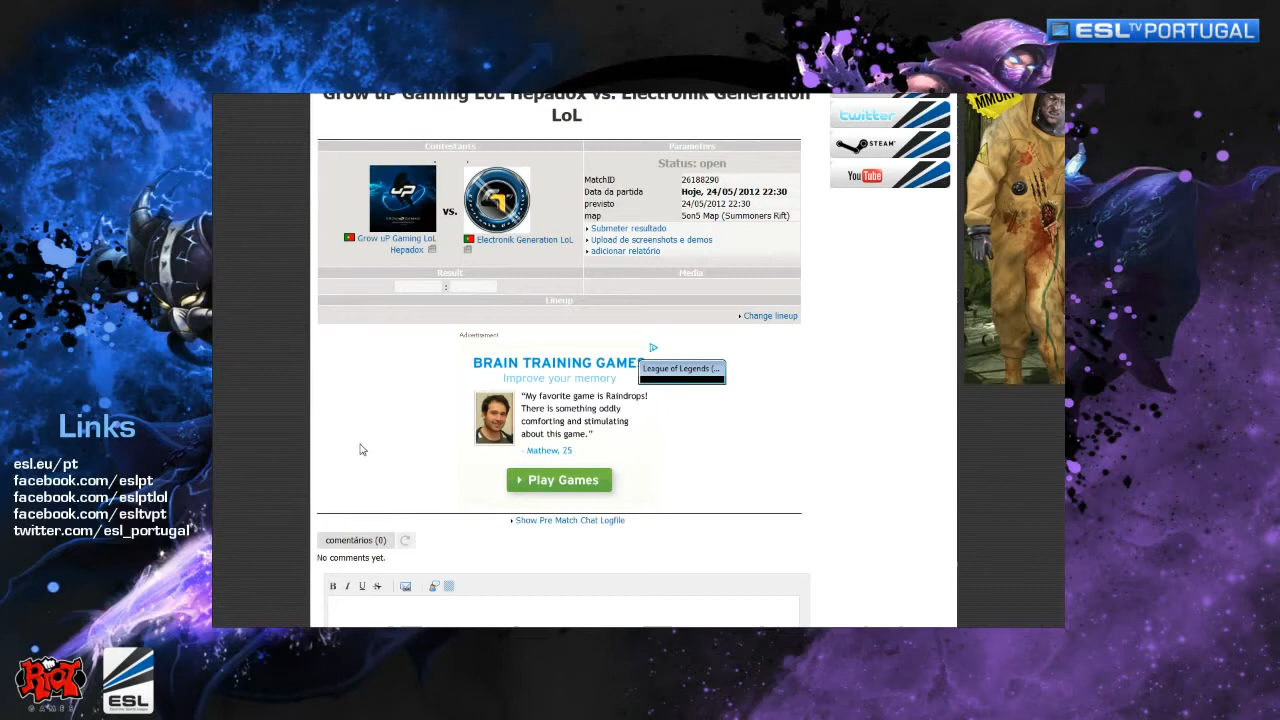 ESL TV PORTUGAL
Grow uP Gaming LoL Hepadox vs. Electronik Generation
LoL
twitter
STEAM
You Tube
Contestants
Parameters
Status: open
MatchID 26188290
Data da partida Hoje, 24/05/2012 22:30
previsto 24/05/2012 22:30
map 5on5 Map (Summoners Rift)
Submeter resultado
Upload de screenshots e demos
adicionar relatório
uP
vs.
Grow uP Gaming LoL
Hepadox
Electronik Generation LoL
Result
Media
:
Lineup
Change lineup
Advertisement
BRAIN TRAINING GAME
Improve your memory
League of Legends (...
“My favorite game is Raindrops!
There is something oddly
comforting and stimulating
about this game.”
- Mathew, 25
Play Games
Show Pre Match Chat Logfile
comentários (0)
No comments yet.
B I U S
Links
esl.eu/pt
facebook.com/eslpt
facebook.com/eslptlol
facebook.com/esltvpt
twitter.com/esl_portugal
RIOT
GAMES
ESL